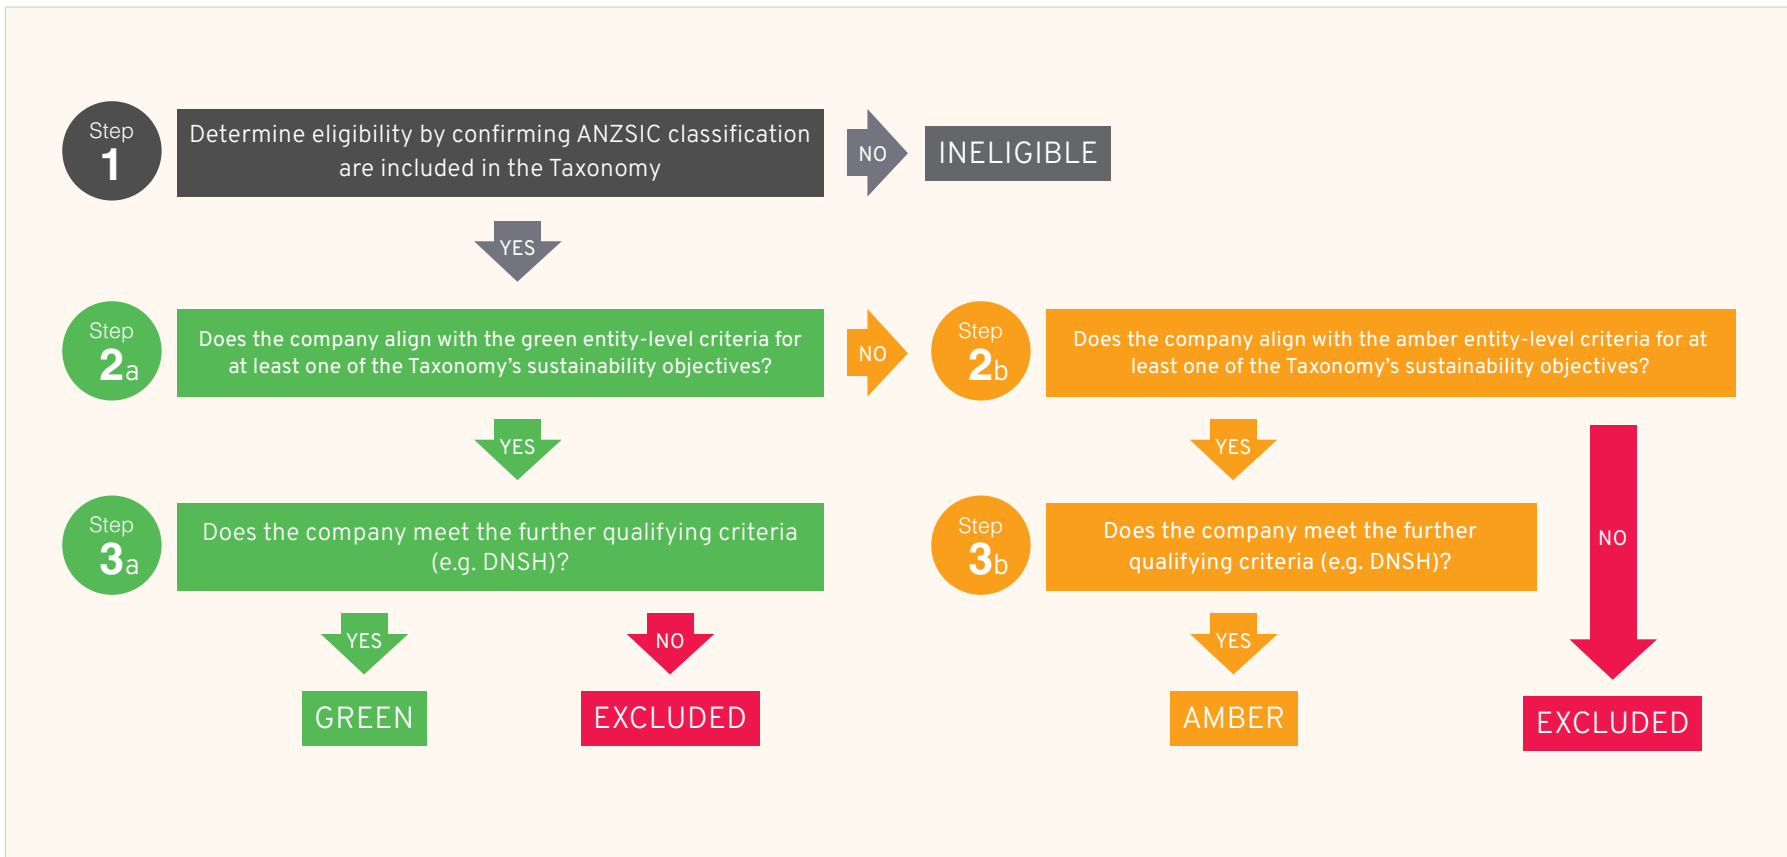 Step
1
Determine eligibility by confirming ANZSIC classification
are included in the Taxonomy
NO
INELIGIBLE
YES
Step
2a
Does the company align with the green entity-level criteria for
at least one of the Taxonomy's sustainability objectives?
NO
Step
2b
Does the company align with the amber entity-level criteria for at
least one of the Taxonomy's sustainability objectives?
YES
YES
NO
Step
3a
Does the company meet the further qualifying criteria
(e.g. DNSH)?
Step
3b
Does the company meet the further
qualifying criteria (e.g. DNSH)?
YES
NO
YES
GREEN
EXCLUDED
AMBER
EXCLUDED